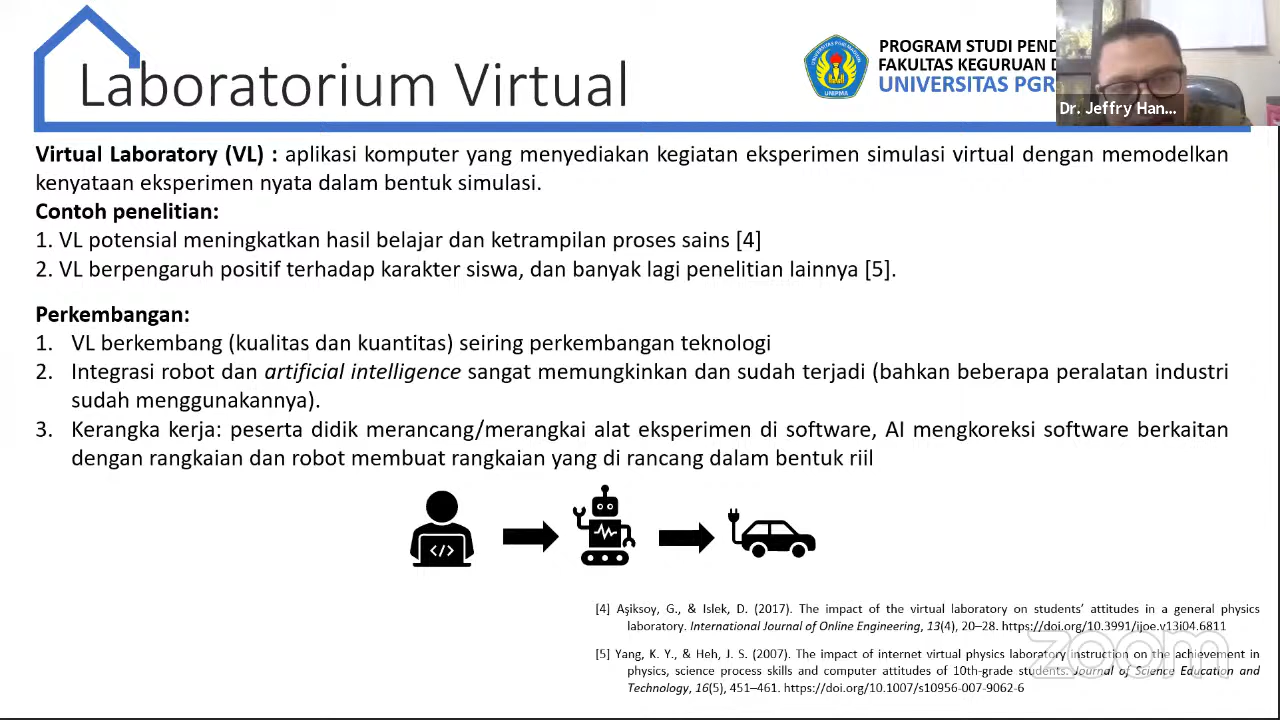 Laboratorium Virtual
UNIVERSITAS PGRI MADIUN
UNIPMA
PROGRAM STUDI PEND
FAKULTAS KEGURUAN D
UNIVERSITAS PGR
Dr. Jeffry Han...
Virtual Laboratory (VL) : aplikasi komputer yang menyediakan kegiatan eksperimen simulasi virtual dengan memodelkan
kenyataan eksperimen nyata dalam bentuk simulasi.
Contoh penelitian:
1. VL potensial meningkatkan hasil belajar dan ketrampilan proses sains [4]
2. VL berpengaruh positif terhadap karakter siswa, dan banyak lagi penelitian lainnya [5].
Perkembangan:
1. VL berkembang (kualitas dan kuantitas) seiring perkembangan teknologi
2. Integrasi robot dan artificial intelligence sangat memungkinkan dan sudah terjadi (bahkan beberapa peralatan industri
sudah menggunakannya).
3. Kerangka kerja: peserta didik merancang/merangkai alat eksperimen di software, AI mengkoreksi software berkaitan
dengan rangkaian dan robot membuat rangkaian yang di rancang dalam bentuk riil
</>
[4] Aşiksoy, G., & Islek, D. (2017). The impact of the virtual laboratory on students' attitudes in a general physics
laboratory. International Journal of Online Engineering, 13(4), 20–28. https://doi.org/10.3991/ijoe.v13i04.6811
[5] Yang, K. Y., & Heh, J. S. (2007). The impact of internet virtual physics laboratory instruction on the achievement in
physics, science process skills and computer attitudes of 10th-grade students. Journal of Science Education and
Technology, 16(5), 451–461. https://doi.org/10.1007/s10956-007-9062-6
zoom